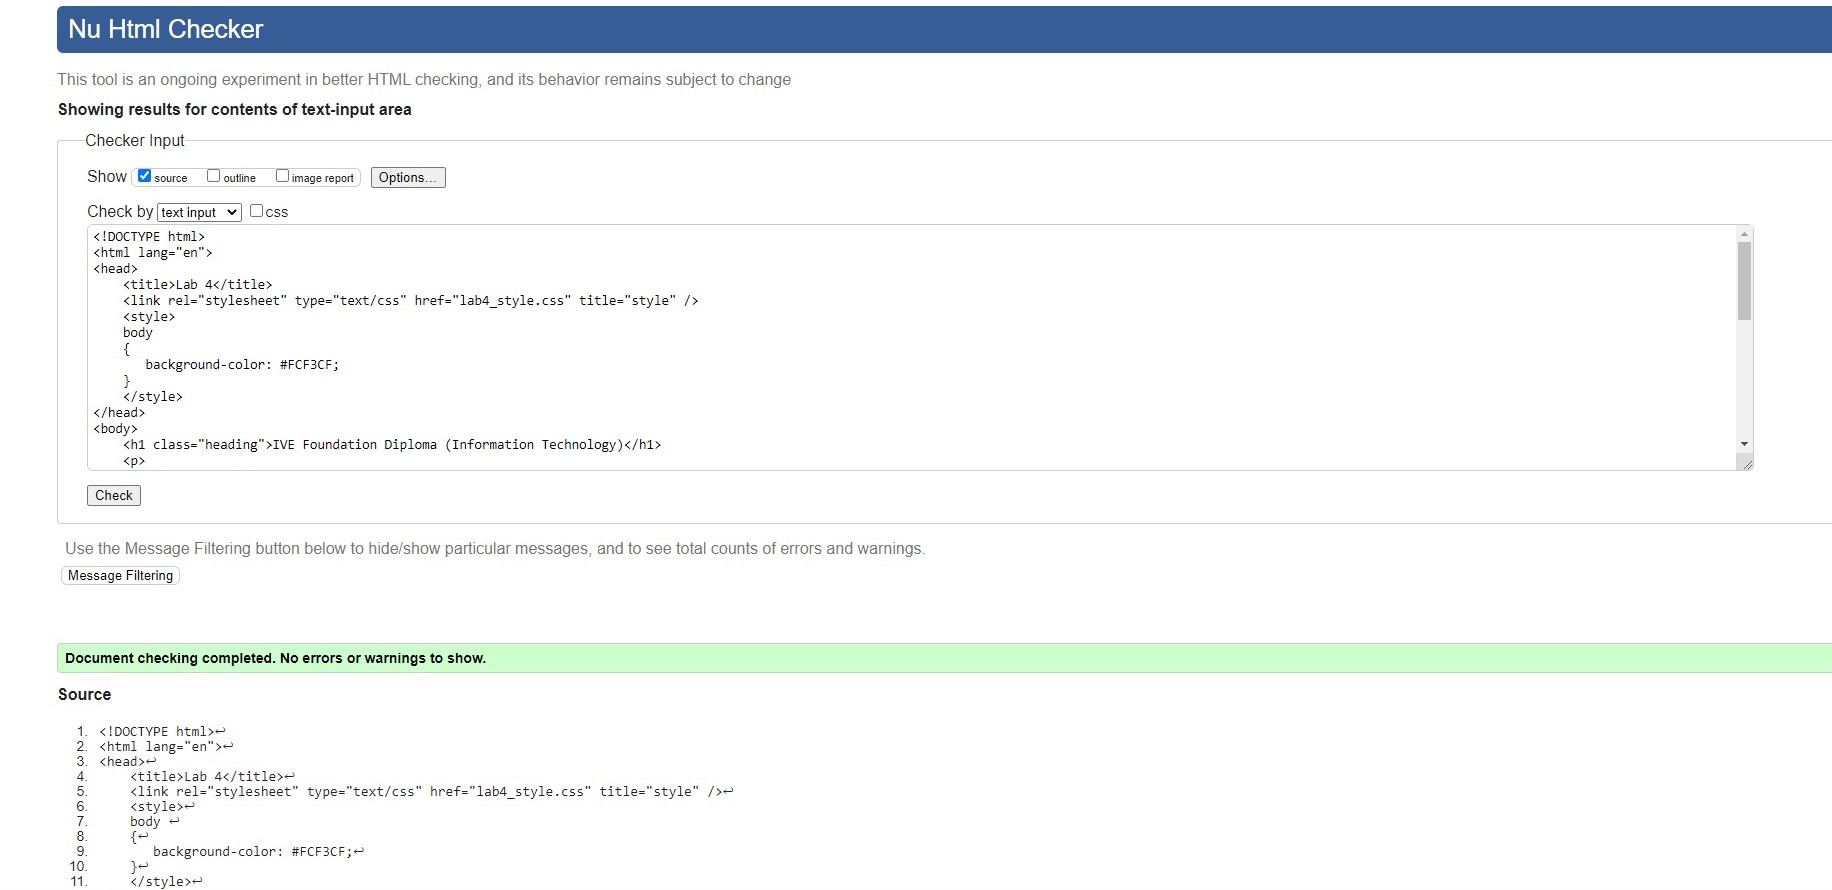 Nu Html Checker
This tool is an ongoing experiment in better HTML checking, and its behavior remains subject to change
Showing results for contents of text-input area
Checker Input
Show source outline image report Options...
Check by text input css
<!DOCTYPE html>
<html lang="en">
<head>
    <title>Lab 4</title>
    <link rel="stylesheet" type="text/css" href="lab4_style.css" title="style" />
    <style>
    body
    {
       background-color: #FCF3CF;
    }
    </style>
</head>
<body>
    <h1 class="heading">IVE Foundation Diploma (Information Technology)</h1>
    <p>
Check
Use the Message Filtering button below to hide/show particular messages, and to see total counts of errors and warnings.
Message Filtering
Document checking completed. No errors or warnings to show.
Source
1. <!DOCTYPE html>↩
2. <html lang="en">↩
3. <head>↩
4.     <title>Lab 4</title>↩
5.     <link rel="stylesheet" type="text/css" href="lab4_style.css" title="style" />↩
6.     <style>↩
7.     body ↩
8.     {↩
9.        background-color: #FCF3CF;↩
10.     }↩
11.     </style>↩